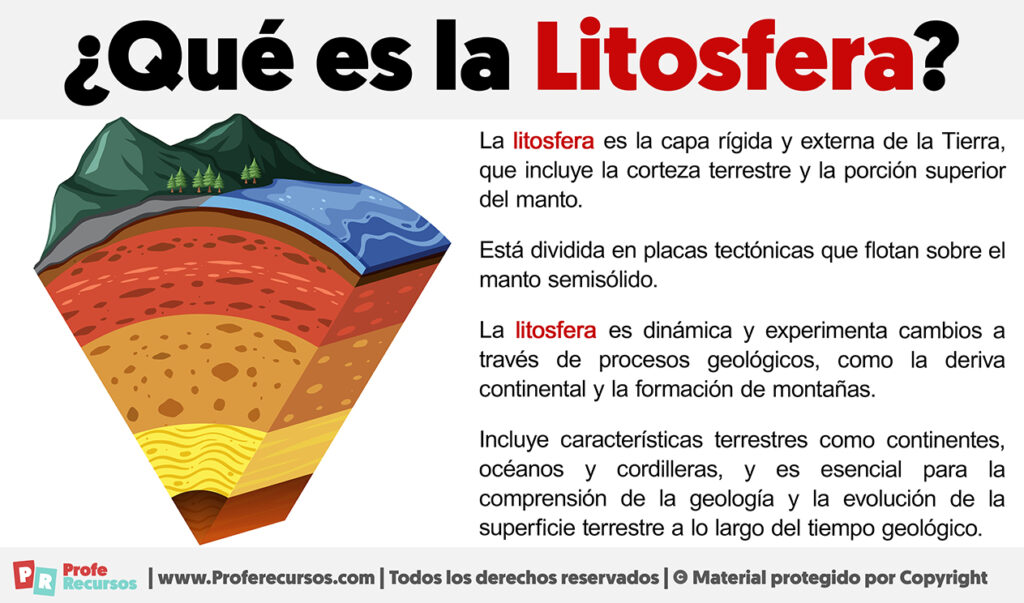 ¿Qué es la Litosfera?
La litosfera es la capa rígida y externa de la Tierra,
que incluye la corteza terrestre y la porción superior
del manto.
Está dividida en placas tectónicas que flotan sobre el
manto semisólido.
La litosfera es dinámica y experimenta cambios a
través de procesos geológicos, como la deriva
continental y la formación de montañas.
Incluye características terrestres como continentes,
océanos y cordilleras, y es esencial para la
comprensión de la geología y la evolución de la
superficie terrestre a lo largo del tiempo geológico.
PR Profe Recursos | www.Proferecursos.com | Todos los derechos reservados | © Material protegido por Copyright